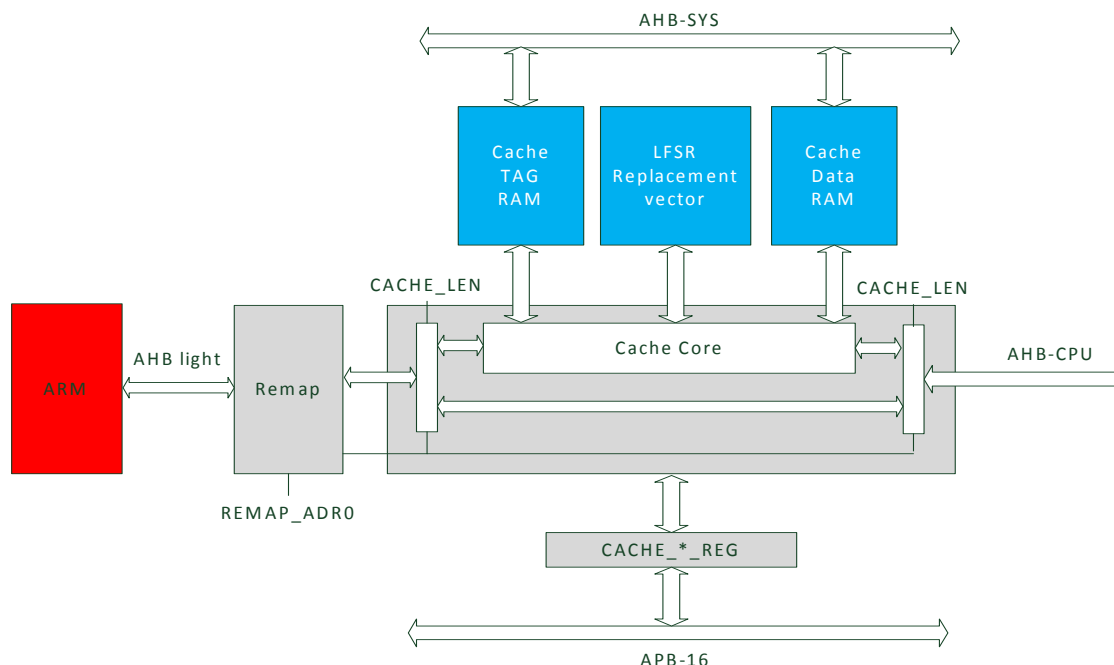 AHB-SYS
Cache
TAG
RAM
LFSR
Replacement
vector
Cache
Data
RAM
CACHE_LEN
CACHE_LEN
ARM
AHB light
Remap
Cache Core
AHB-CPU
REMAP_ADR0
CACHE_*_REG
APB-16